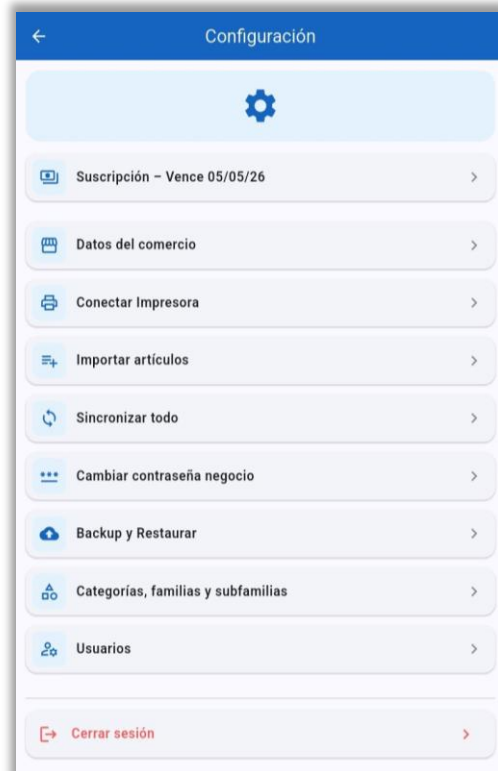 Configuración
Suscripción – Vence 05/05/26
Datos del comercio
Conectar Impresora
Importar artículos
Sincronizar todo
Cambiar contraseña negocio
Backup y Restaurar
Categorías, familias y subfamilias
Usuarios
Cerrar sesión